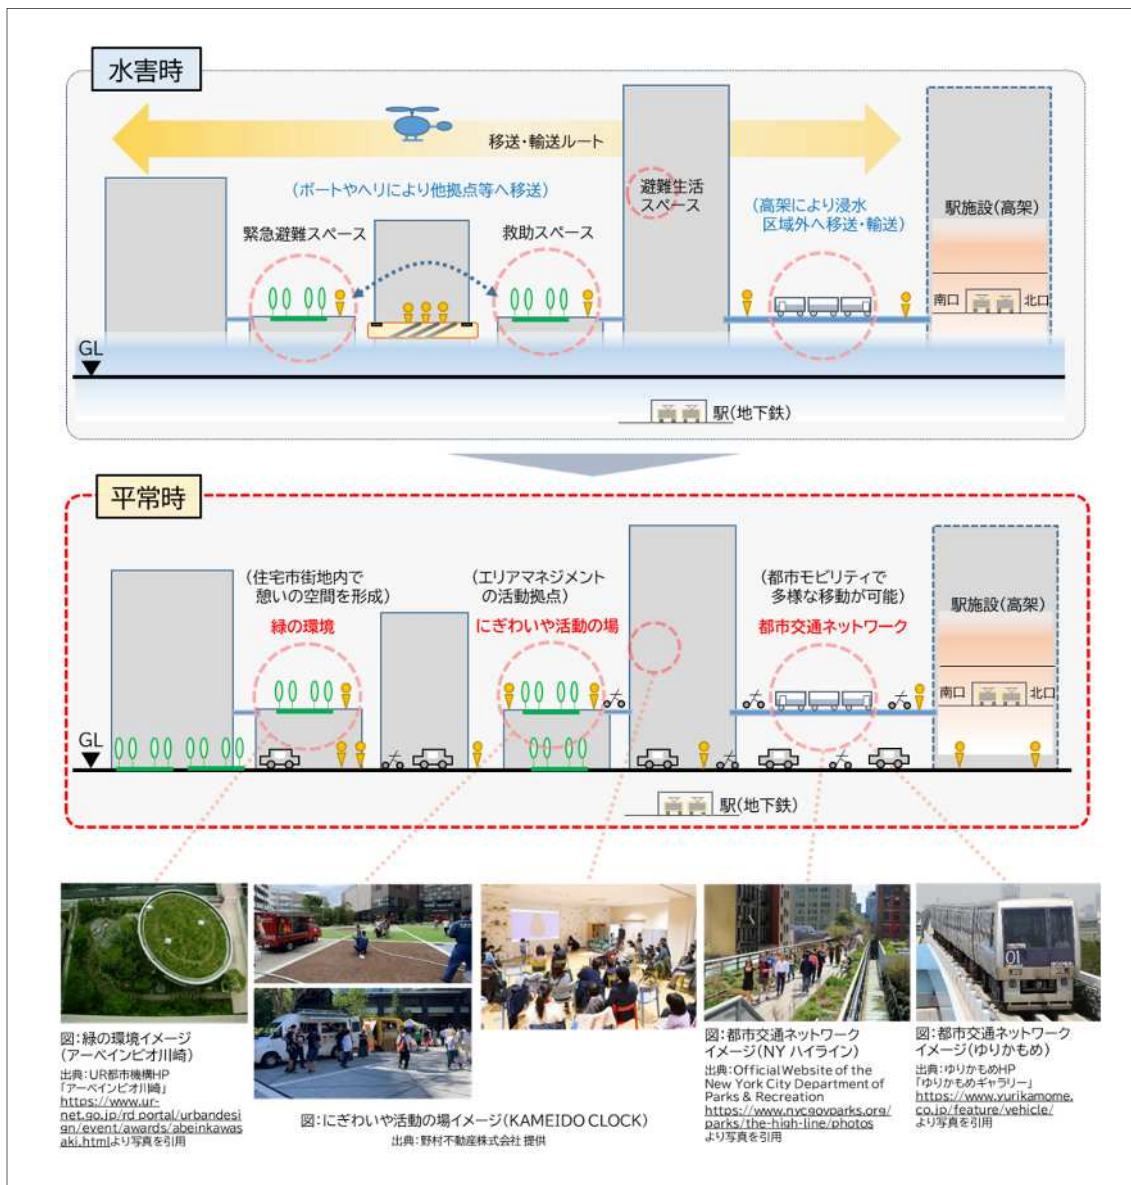 水害時
移送・輸送ルート
(ボートやヘリにより他拠点等へ移送)
避難生活
スペース
(高架により浸水
区域外へ移送・輸送)
駅施設(高架)
緊急避難スペース
救助スペース
南口
北口
GL
駅(地下鉄)
平常時
(住宅市街地内で
憩いの空間を形成)
緑の環境
(エリアマネジメント
の活動拠点)
にぎわいや活動の場
(都市モビリティで
多様な移動が可能)
都市交通ネットワーク
駅施設(高架)
南口
北口
GL
駅(地下鉄)
図:緑の環境イメージ
(アーベインビオ川崎)
出典:UR都市機構HP
「アーベインビオ川崎」
https://www.ur-
net.go.jp/rd_portal/urbandesi
gn/event/awards/abeinkawas
aki.htmlより写真を引用
図:にぎわいや活動の場イメージ(KAMEIDO CLOCK)
出典:野村不動産株式会社 提供
図:都市交通ネットワーク
イメージ(NY ハイライン)
出典:Official Website of the
New York City Department of
Parks & Recreation
https://www.nycgovparks.org/
parks/the-high-line/photos
より写真を引用
01
図:都市交通ネットワーク
イメージ(ゆりかもめ)
出典:ゆりかもめHP
「ゆりかもめギャラリー」
https://www.yurikamome.
co.jp/feature/vehicle/
より写真を引用